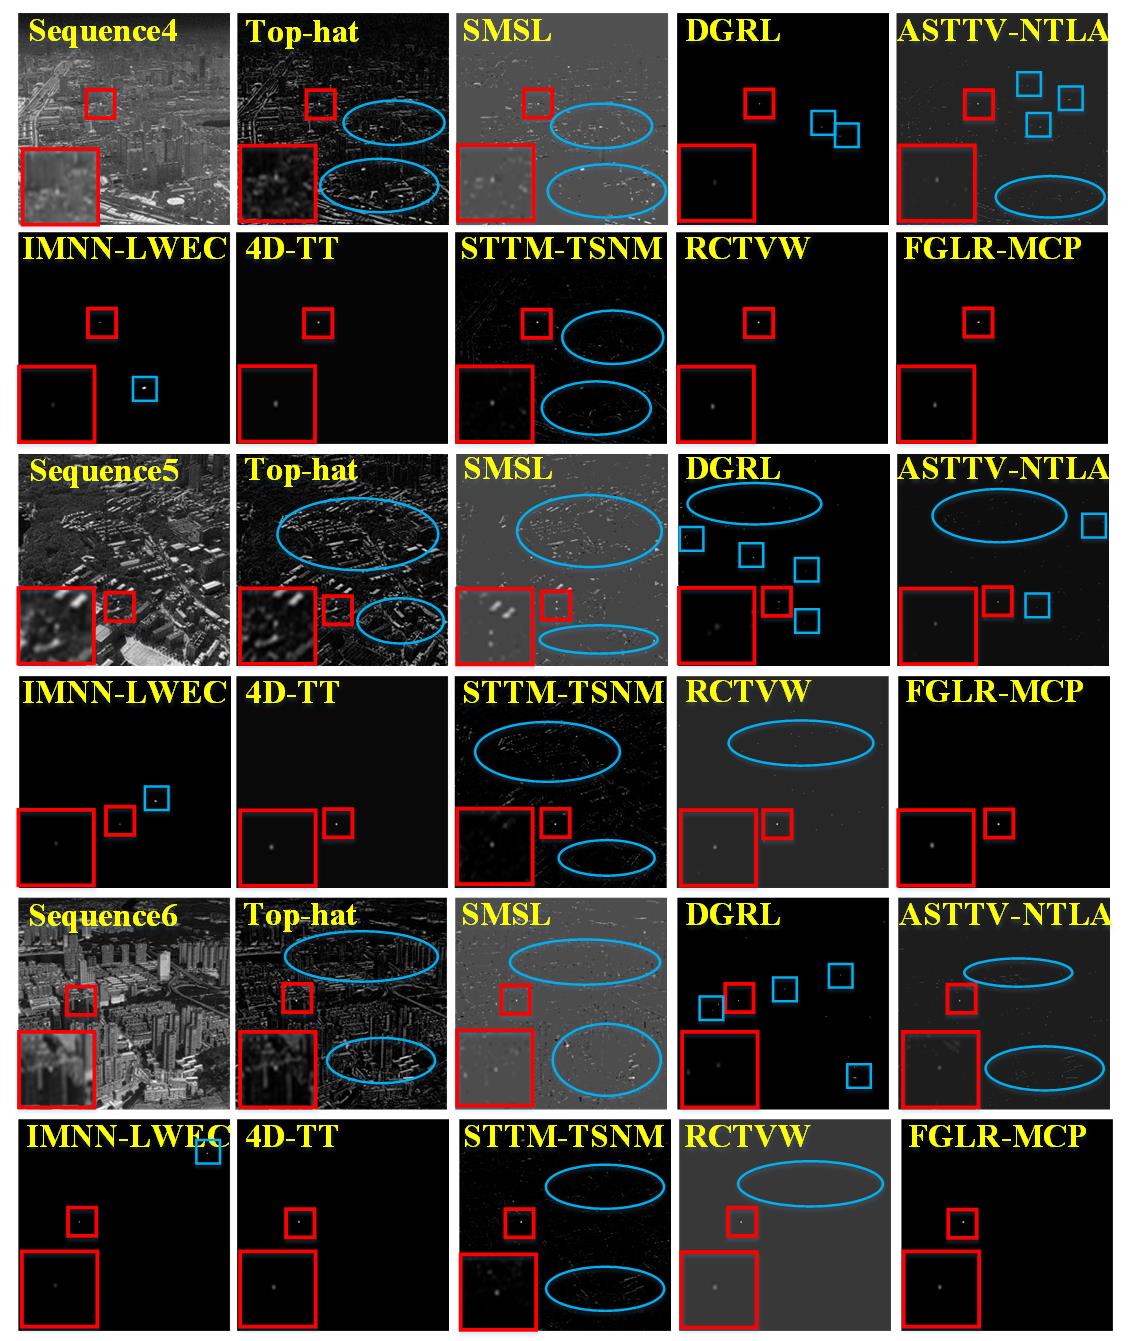 Sequence4 Top-hat SMSL DGRL ASTTV-NTLA
IMNN-LWEC 4D-TT STTM-TSNM RCTVW FGLR-MCP
Sequence5 Top-hat SMSL DGRL ASTTV-NTLA
IMNN-LWEC 4D-TT STTM-TSNM RCTVW FGLR-MCP
Sequence6 Top-hat SMSL DGRL ASTTV-NTLA
IMNN-LWEC 4D-TT STTM-TSNM RCTVW FGLR-MCP